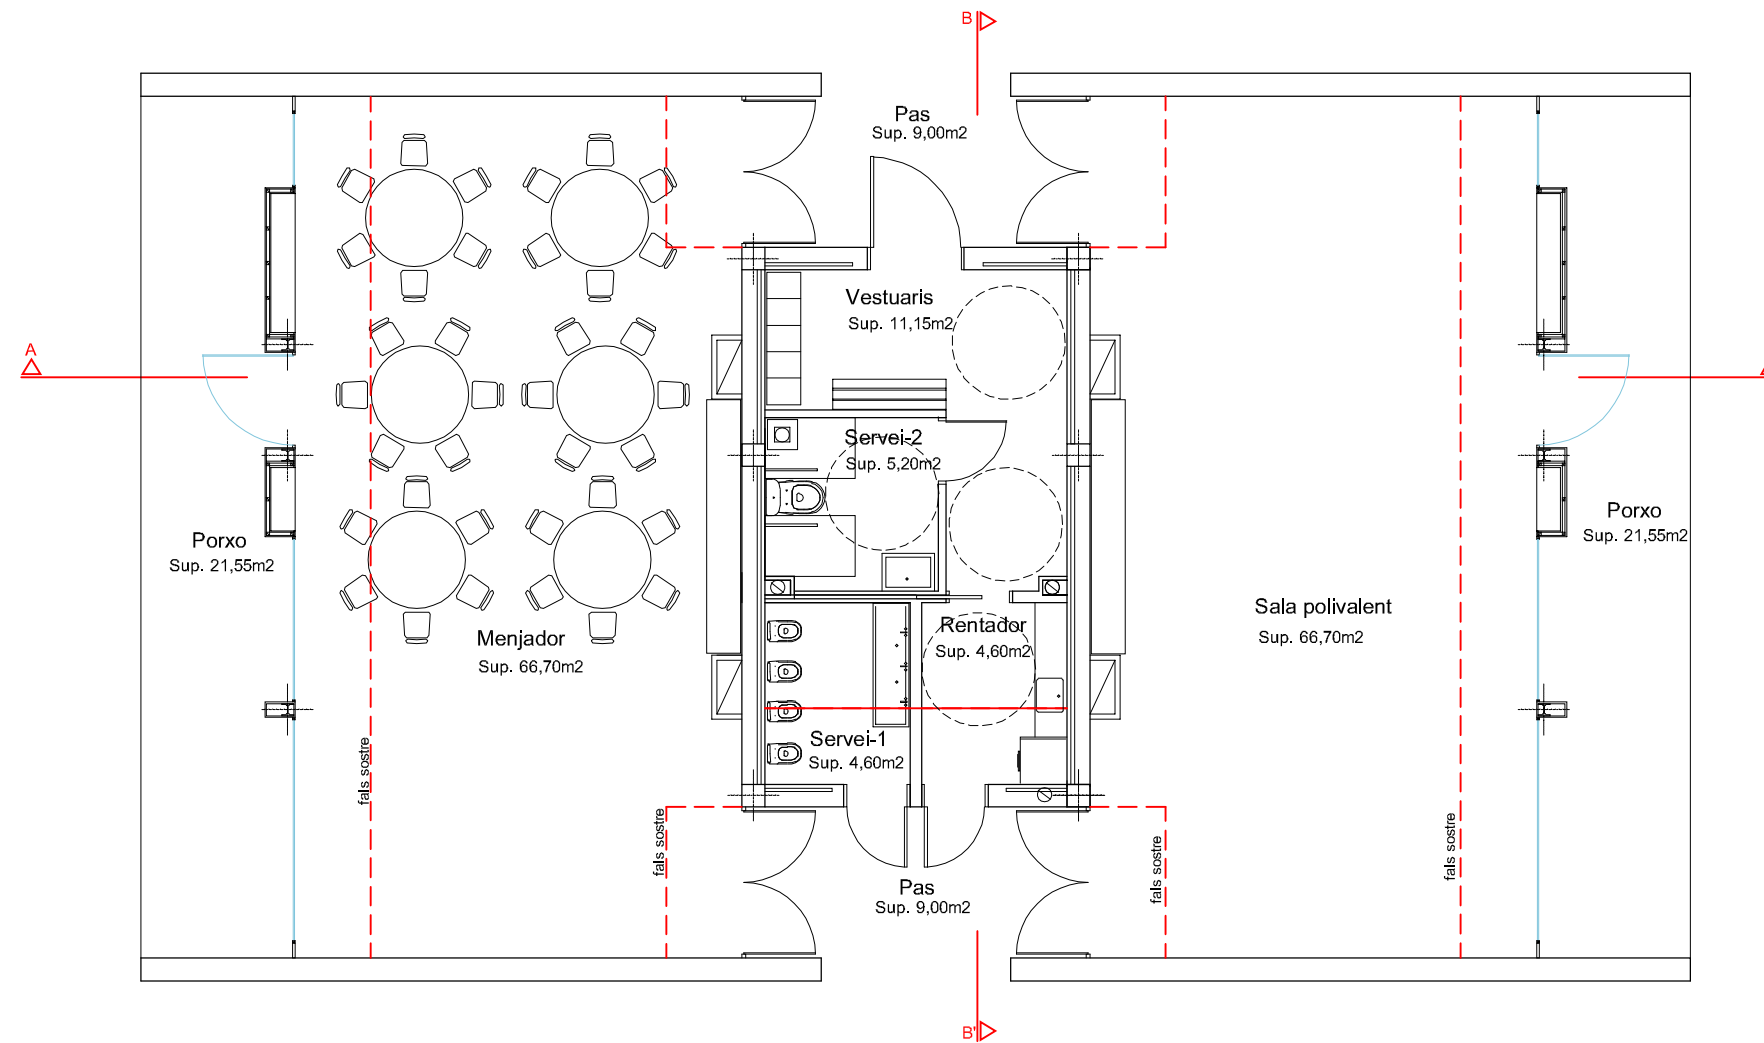 B
Pas
Sup. 9,00m2
Vestuaris
Sup. 11,15m2
A
Servei-2
Sup. 5,20m2
Porxo
Sup. 21,55m2
Porxo
Sup. 21,55m2
Menjador
Sup. 66,70m2
Rentador
Sup. 4,60m2
Sala polivalent
Sup. 66,70m2
Servei-1
Sup. 4,60m2
fals sostre
fals sostre
fals sostre
fals sostre
Pas
Sup. 9,00m2
B'